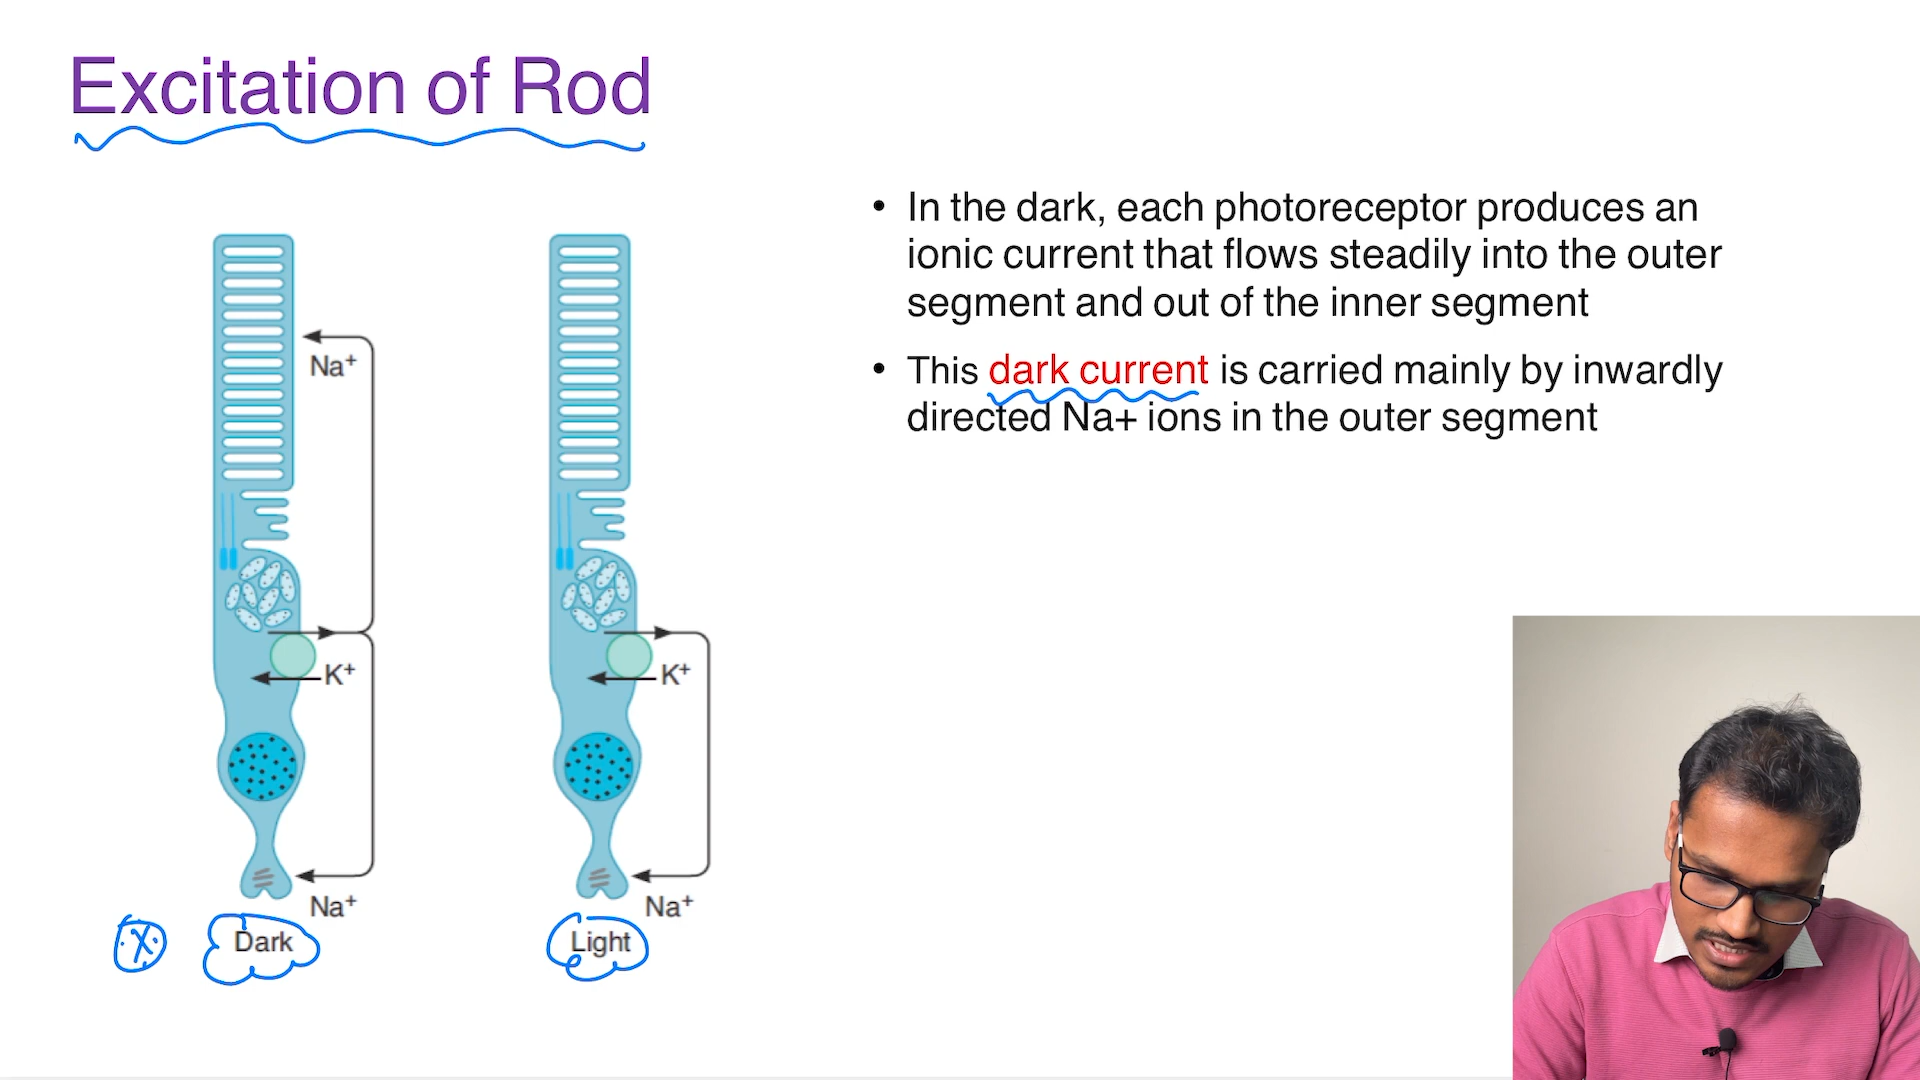 Excitation of Rod
• In the dark, each photoreceptor produces an
ionic current that flows steadily into the outer
segment and out of the inner segment
• This dark current is carried mainly by inwardly
directed Na+ ions in the outer segment
Na⁺
K⁺
Na⁺
Dark
K⁺
Na⁺
Light